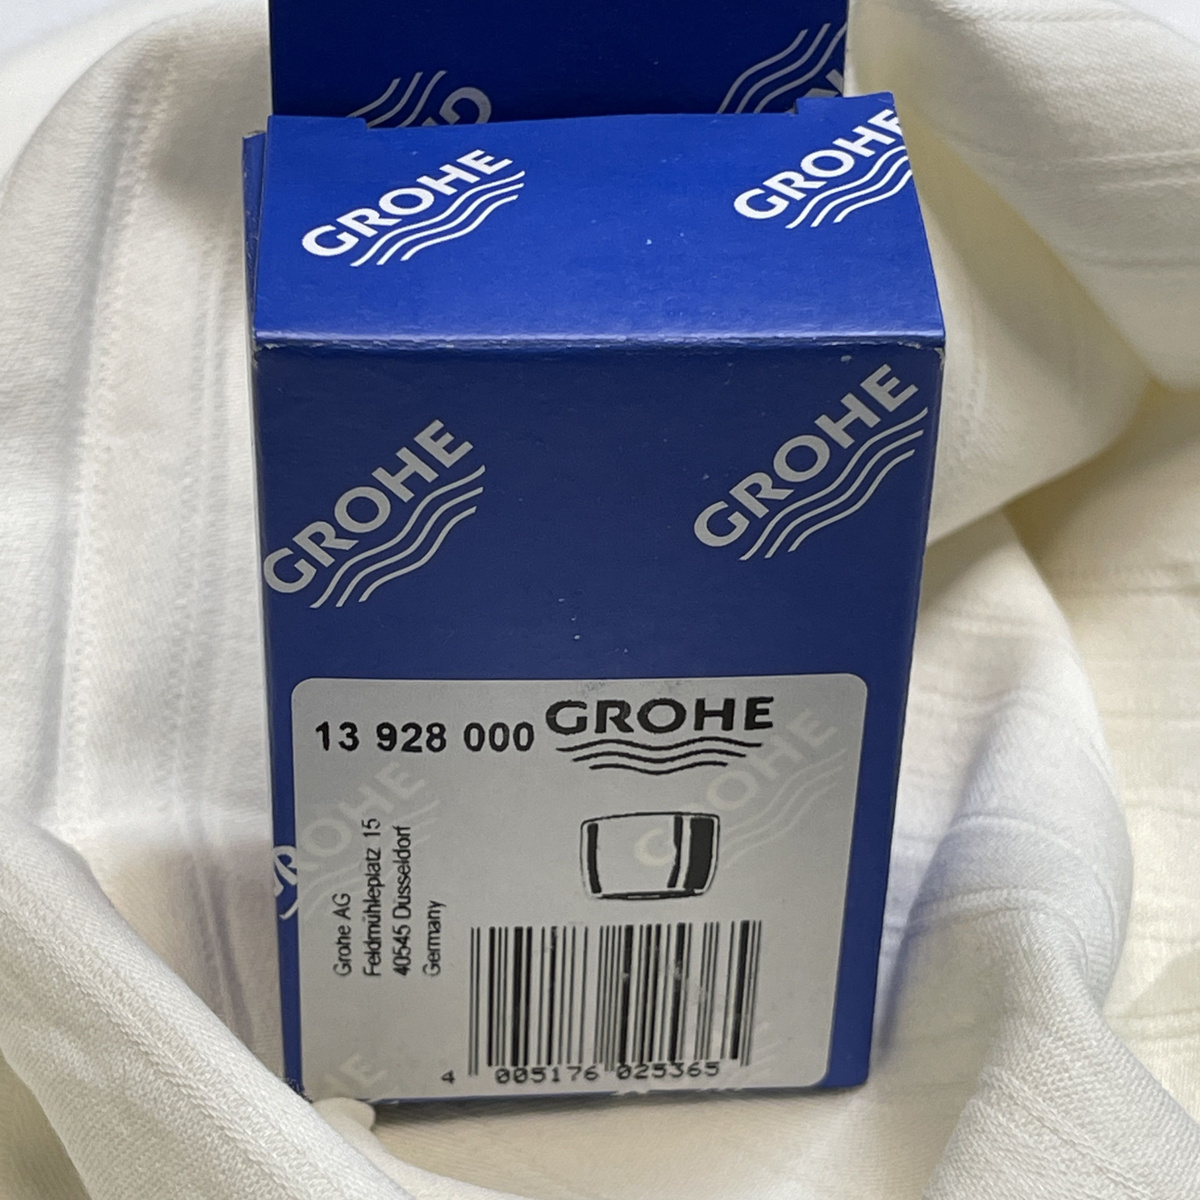 GROHE
GROHE
GROHE
GROHE
13 928 000
GROHE
Grohe AG
Feldmühleplatz 15
40545 Dusseldorf
Germany
GROHE
4 005176 025365